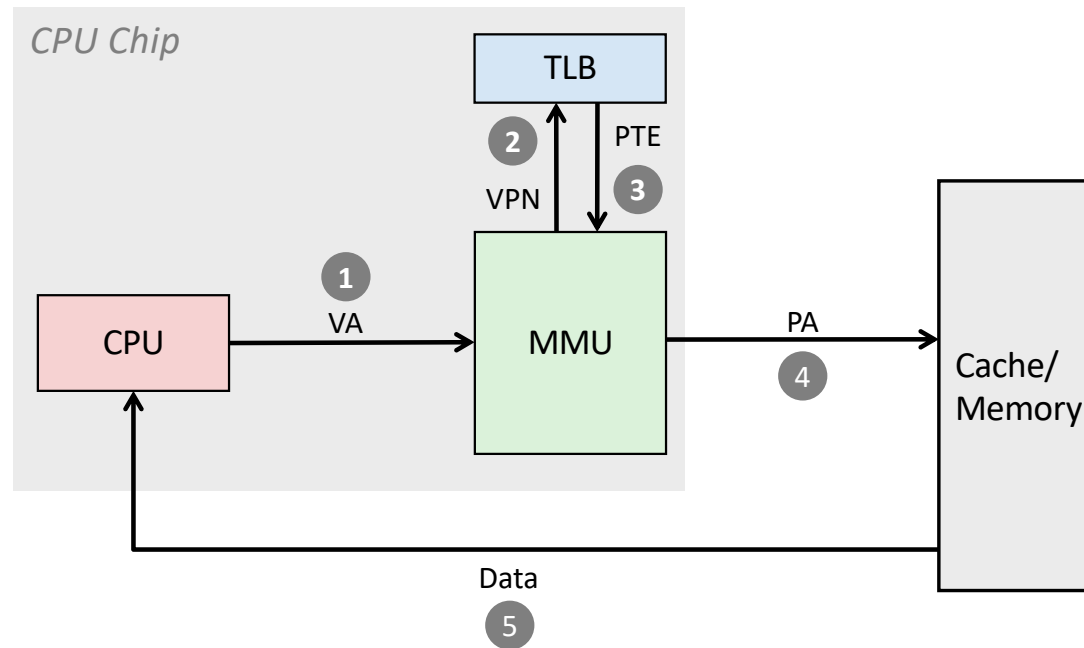 CPU Chip
TLB
2
PTE
VPN
3
1
VA
CPU
MMU
PA
4
Cache/
Memory
Data
5